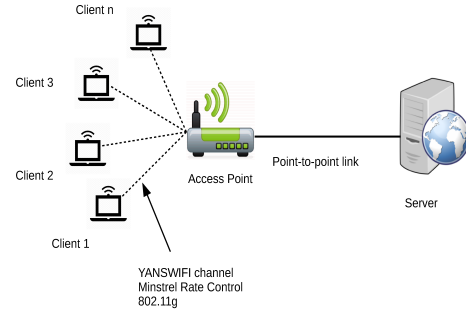 Client n
Client 3
Client 2
Client 1
Access Point
Point-to-point link
Server
YANSWIFI channel
Minstrel Rate Control
802.11g